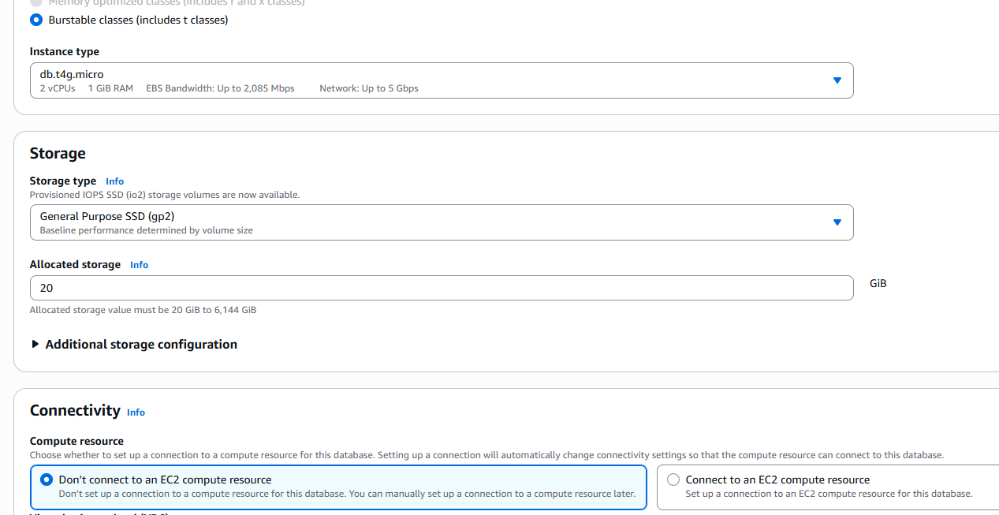 Memory optimized classes (includes r and x classes)
Burstable classes (includes t classes)
Instance type
db.t4g.micro
2 vCPUs 1 GiB RAM EBS Bandwidth: Up to 2,085 Mbps Network: Up to 5 Gbps
Storage
Storage type Info
Provisioned IOPS SSD (io2) storage volumes are now available.
General Purpose SSD (gp2)
Baseline performance determined by volume size
Allocated storage Info
20 GiB
Allocated storage value must be 20 GiB to 6,144 GiB
Additional storage configuration
Connectivity Info
Compute resource
Choose whether to set up a connection to a compute resource for this database. Setting up a connection will automatically change connectivity settings so that the compute resource can connect to this database.
Don't connect to an EC2 compute resource
Don't set up a connection to a compute resource for this database. You can manually set up a connection to a compute resource later.
Connect to an EC2 compute resource
Set up a connection to an EC2 compute resource for this database.